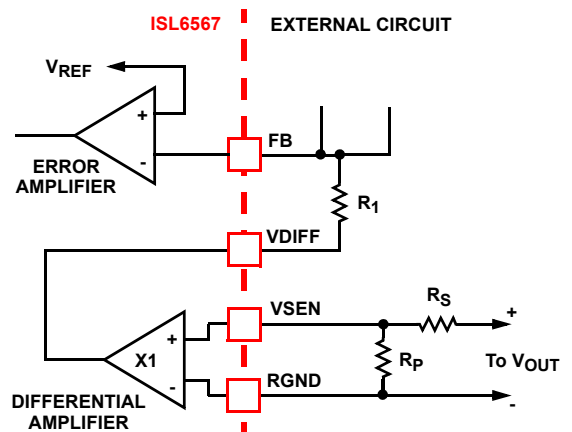 ISL6567 EXTERNAL CIRCUIT
VREF
+
-
FB
ERROR
AMPLIFIER
R1
VDIFF
VSEN
RS
+
+
X1
RP
To VOUT
-
RGND
-
DIFFERENTIAL
AMPLIFIER